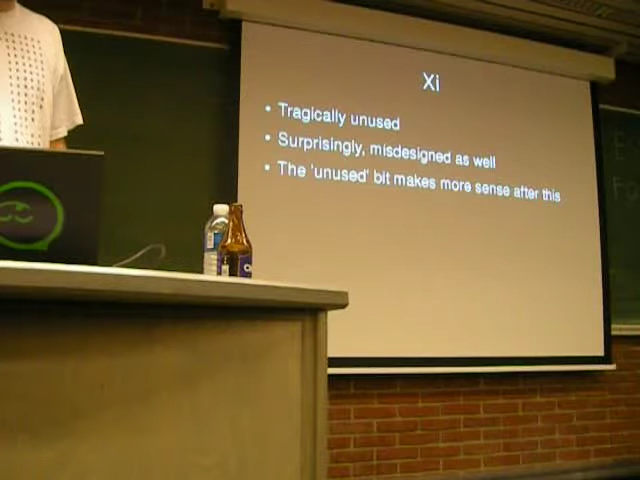 Xi
• Tragically unused
• Surprisingly, misdesigned as well
• The 'unused' bit makes more sense after this